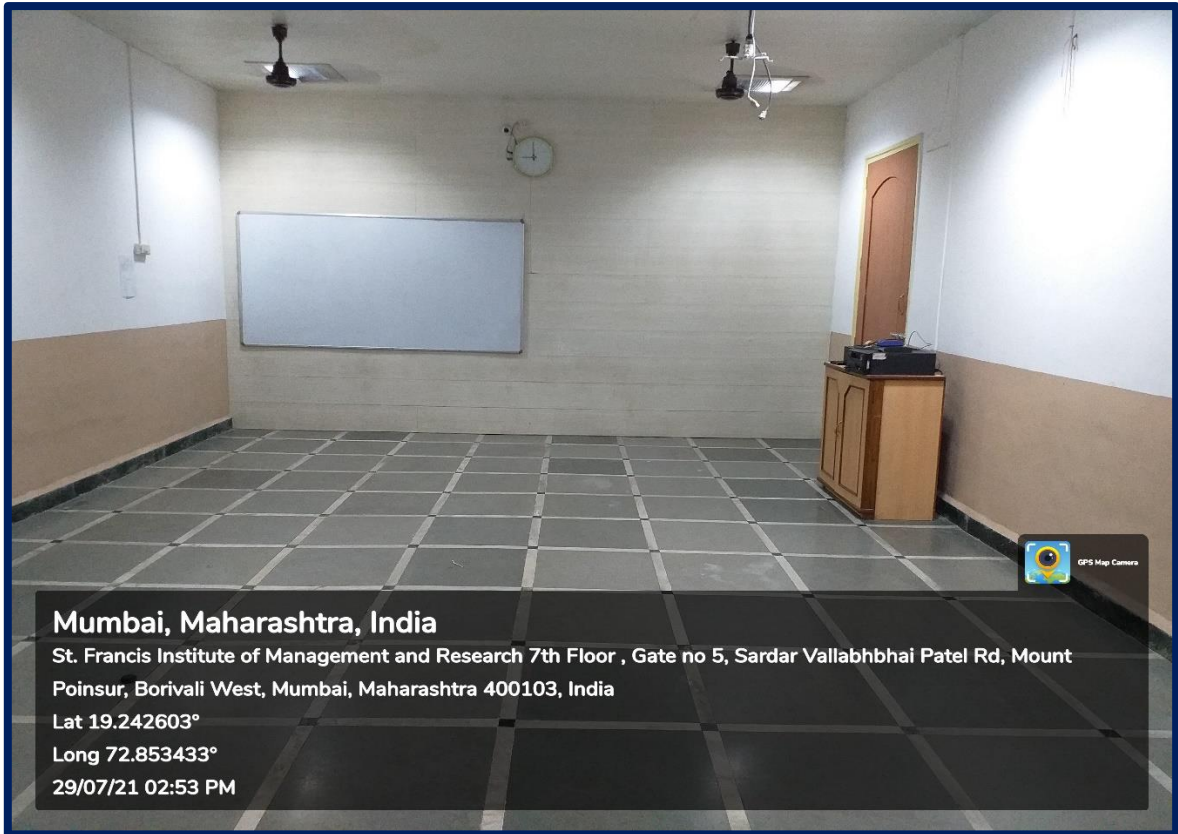 GPS Map Camera
Mumbai, Maharashtra, India
St. Francis Institute of Management and Research 7th Floor , Gate no 5, Sardar Vallabhbhai Patel Rd, Mount
Poinsur, Borivali West, Mumbai, Maharashtra 400103, India
Lat 19.242603°
Long 72.853433°
29/07/21 02:53 PM